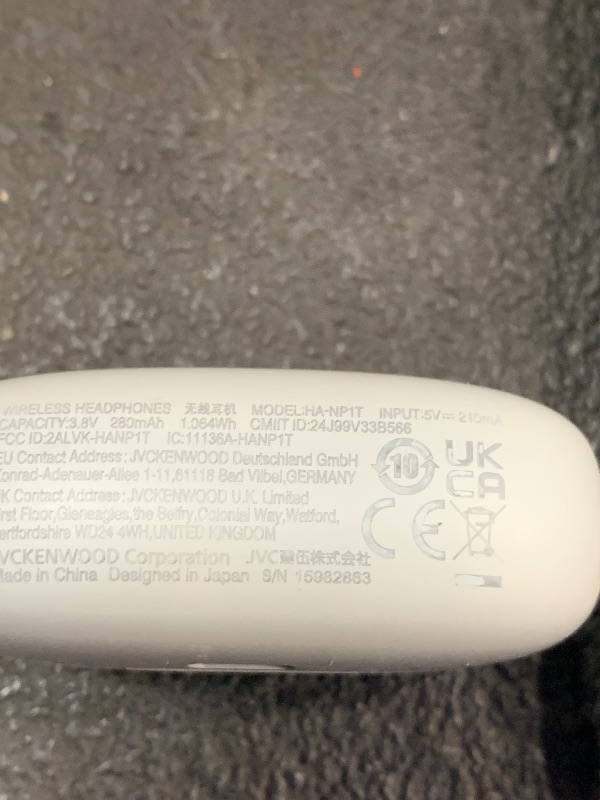 WIRELESS HEADPHONES 无线耳机 MODEL:HA-NP1T INPUT:5V⎓ 210mA
CAPACITY:3.8V 280mAh 1.064Wh CMIIT ID:24J99V33B566
FCC ID:2ALVK-HANP1T IC:11136A-HANP1T
EU Contact Address:JVCKENWOOD Deutschland GmbH
Konrad-Adenauer-Allee 1-11,61118 Bad Vilbel,GERMANY
UK Contact Address:JVCKENWOOD U.K. Limited
First Floor,Gleneagles,the Belfry,Colonial Way,Watford,
Hertfordshire WD24 4WH,UNITED KINGDOM
JVCKENWOOD Corporation JVC建伍株式会社
Made in China Designed in Japan S/N 15982863
10
UK
CA
CE